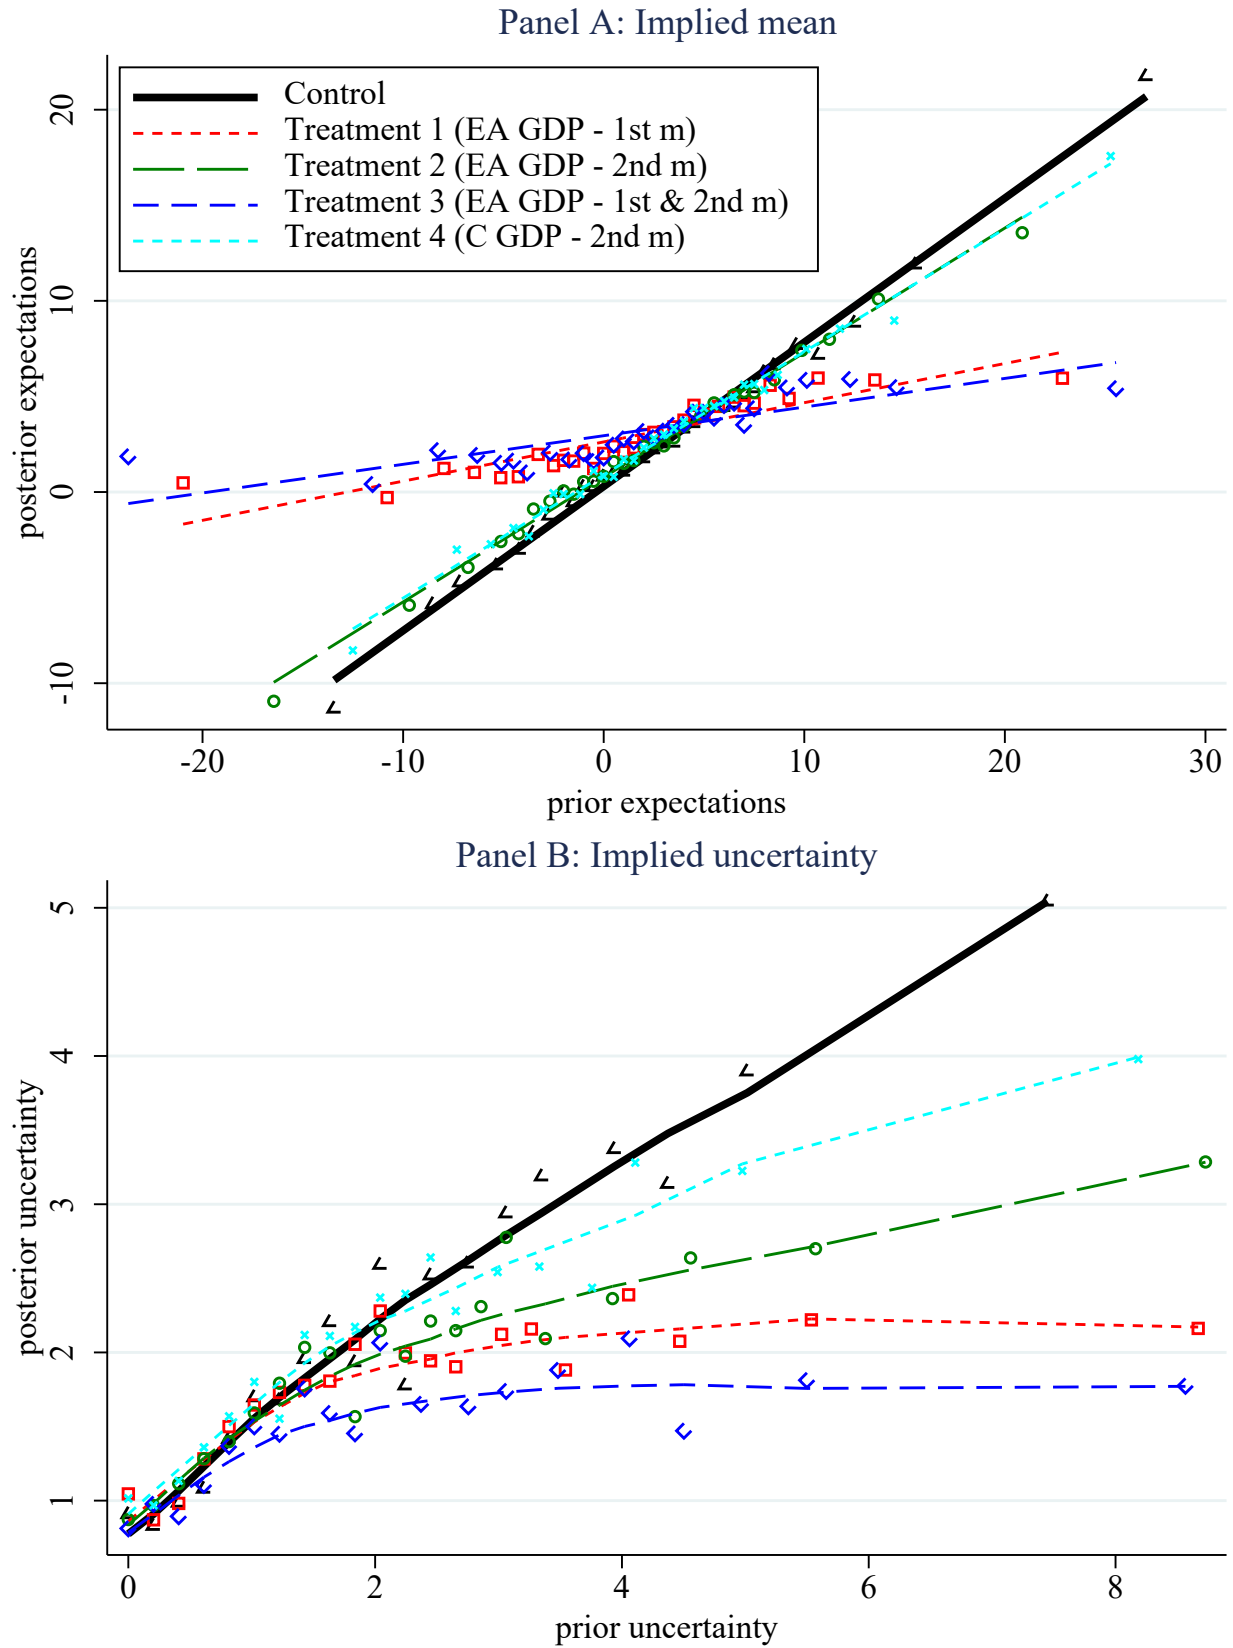 Panel A: Implied mean
Control
Treatment 1 (EA GDP - 1st m)
Treatment 2 (EA GDP - 2nd m)
Treatment 3 (EA GDP - 1st & 2nd m)
Treatment 4 (C GDP - 2nd m)
posterior expectations
20
10
0
-10
-20
-10
0
10
20
30
prior expectations
Panel B: Implied uncertainty
posterior uncertainty
5
4
3
2
1
0
2
4
6
8
prior uncertainty